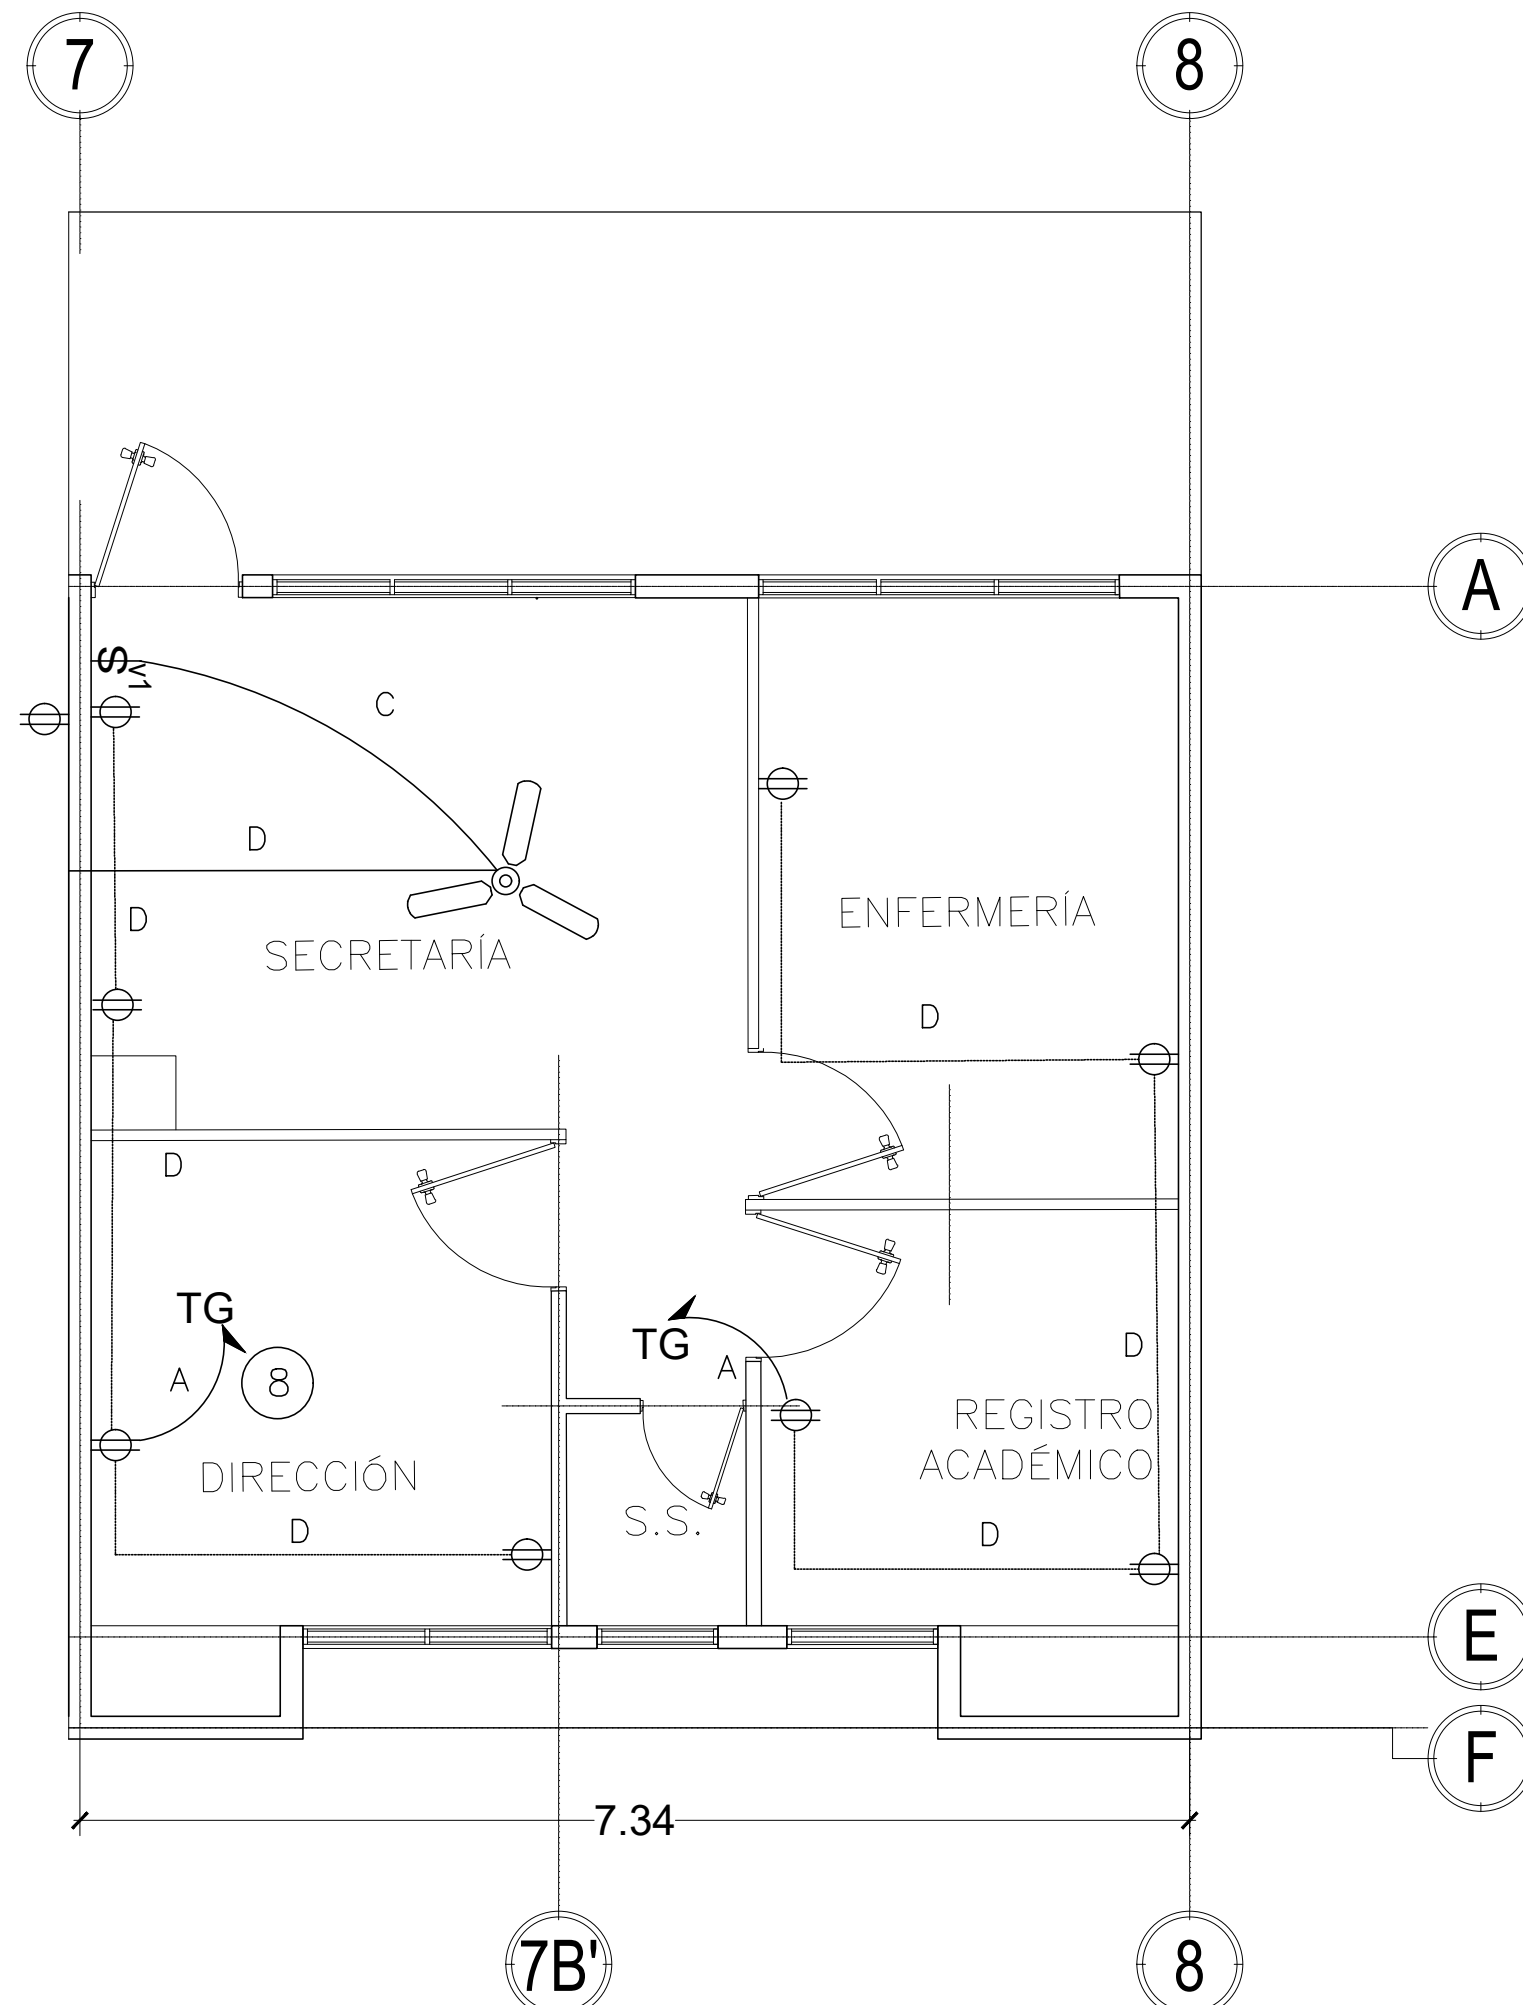 7
8
A
S
v1
C
D
D
ENFERMERÍA
SECRETARÍA
D
D
TG
TG
D
A
A
8
REGISTRO
ACADÉMICO
DIRECCIÓN
S.S.
D
D
E
F
7.34
7B'
8